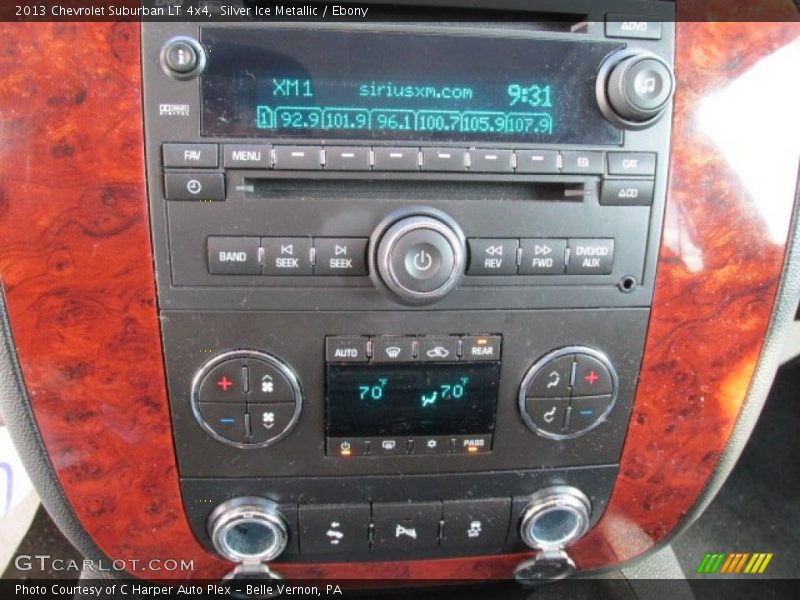 2013 Chevrolet Suburban LT 4x4, Silver Ice Metallic / Ebony
i
DOLBY DIGITAL
XM1 siriusxm.com 9:31
1 92.9 101.9 96.1 100.7 105.9 107.9
FAV MENU EQ CAT
BAND SEEK SEEK REV FWD DVD/CD AUX
AUTO REAR
70°F 70°F
PASS
GTCARLOT.COM
Photo Courtesy of C Harper Auto Plex – Belle Vernon, PA